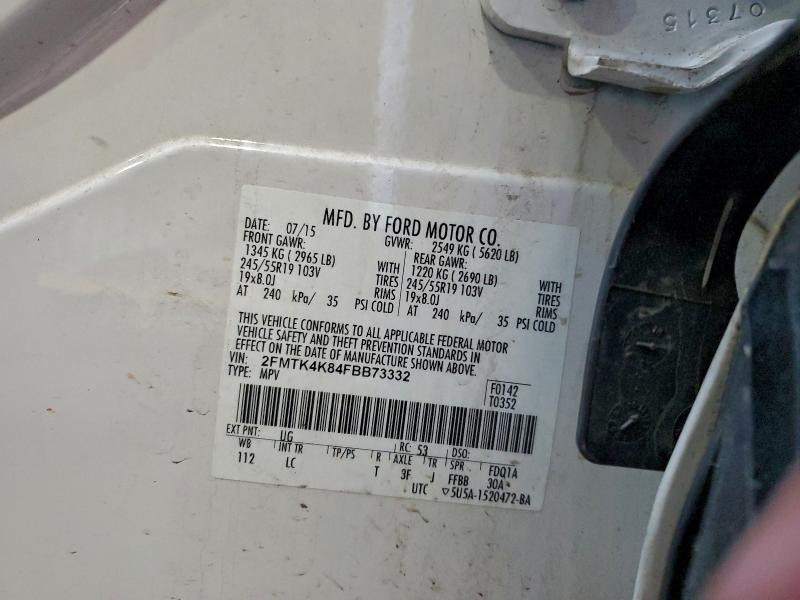 07315
MFD. BY FORD MOTOR CO.
DATE: 07/15 GVWR: 2549 KG ( 5620 LB)
FRONT GAWR: REAR GAWR:
1345 KG ( 2965 LB) WITH 1220 KG ( 2690 LB) WITH
245/55R19 103V TIRES 245/55R19 103V TIRES
19x8.0J RIMS 19x8.0J RIMS
AT 240 kPa/ 35 PSI COLD AT 240 kPa/ 35 PSI COLD
THIS VEHICLE CONFORMS TO ALL APPLICABLE FEDERAL MOTOR
VEHICLE SAFETY AND THEFT PREVENTION STANDARDS IN
EFFECT ON THE DATE OF MANUFACTURE SHOWN ABOVE.
VIN: 2FMTK4K84FBB73332
TYPE: MPV
F0142
T0352
EXT PNT: UG RC: 53 DSO:
WB INT TR TP/PS R AXLE TR SPR FDQ1A
112 LC T 3F J FFBB 30A
UTC ▽5U5A-1520472-BA